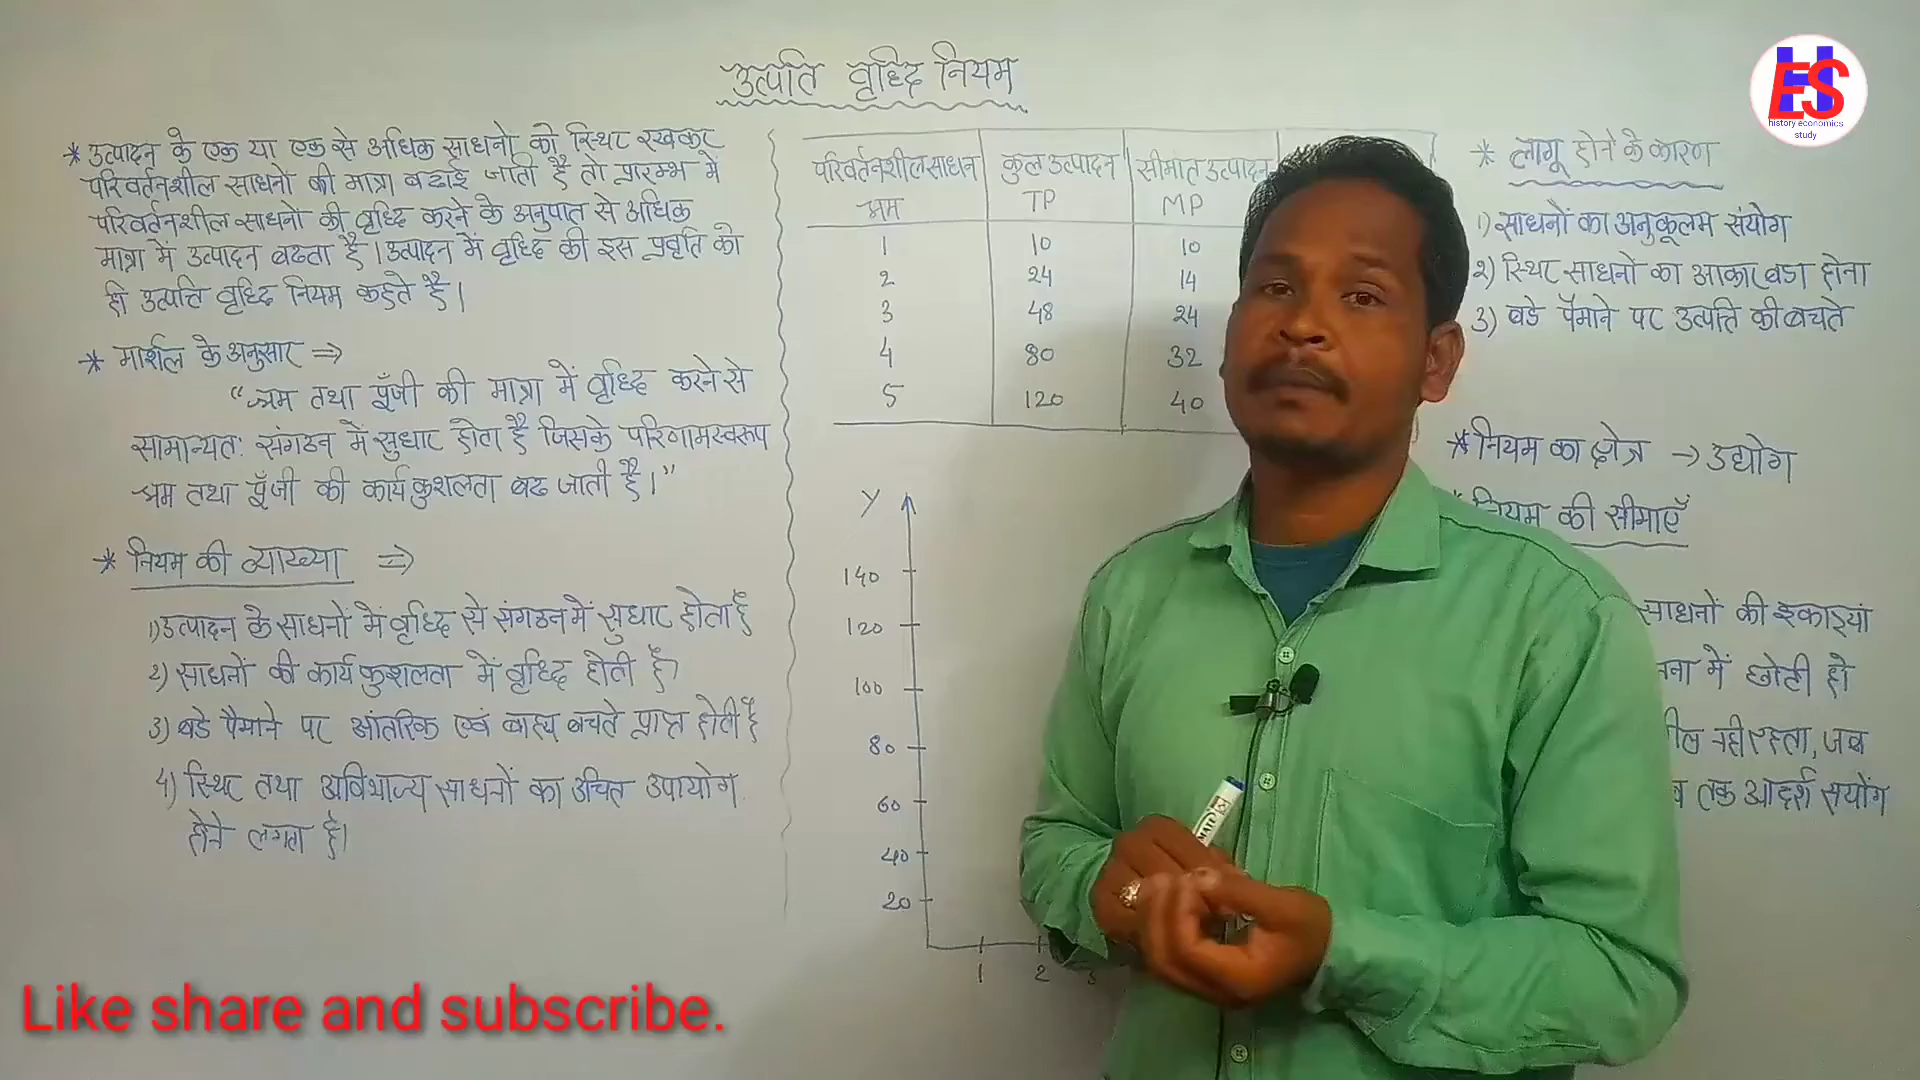 उत्पति वृध्दि नियम
* उत्पादन के एक या एक से अधिक साधनो को स्थिर रखकर
परिवर्तनशील साधनों की मात्रा बढाई जाती है तो प्रारम्भ में
परिवर्तनशील साधनों की वृध्दि करने के अनुपात से अधिक
मात्रा में उत्पादन बढता है। उत्पादन में वृध्दि की इस प्रवृति को
ही उत्पत्ति वृध्दि नियम कहते है।
* मार्शल के अनुसार ⇒
“श्रम तथा पूँजी की मात्रा में वृध्दि करने से
सामान्यत: संगठन में सुधार होता है जिसके परिणामस्वरूप
श्रम तथा पूँजी की कार्यकुशलता बढ जाती है।”
* नियम की व्याख्या ⇒
1) उत्पादन के साधनों में वृध्दि से संगठन में सुधार होता है
2) साधनों की कार्य कुशलता में वृध्दि होती है
3) बडे पैमाने पर आंतरिक एवं बाह्य बचते प्राप्त होती है
4) स्थिर तथा अविभाज्य साधनों का उचित उपायोग
होने लगता है।
परिवर्तनशील साधन कुल उत्पादन सीमांत उत्पादन
श्रम TP MP
1 10 10
2 24 14
3 48 24
4 80 32
5 120 40
Y
140
120
100
80
60
40
20
1 2 3
* लागू होने के कारण
1) साधनों का अनुकूलम संयोग
2) स्थिर साधनो का आकार बडा होना
3) बडे पैमाने पर उत्पत्ति की बचते
* नियम का क्षेत्र → उद्योग
नियम की सीमाएँ
साधनों की इकाइयां
में छोटी हो
नही रहता, जब
तक आदर्श सयोंग
HES
history economics
study
Like share and subscribe.